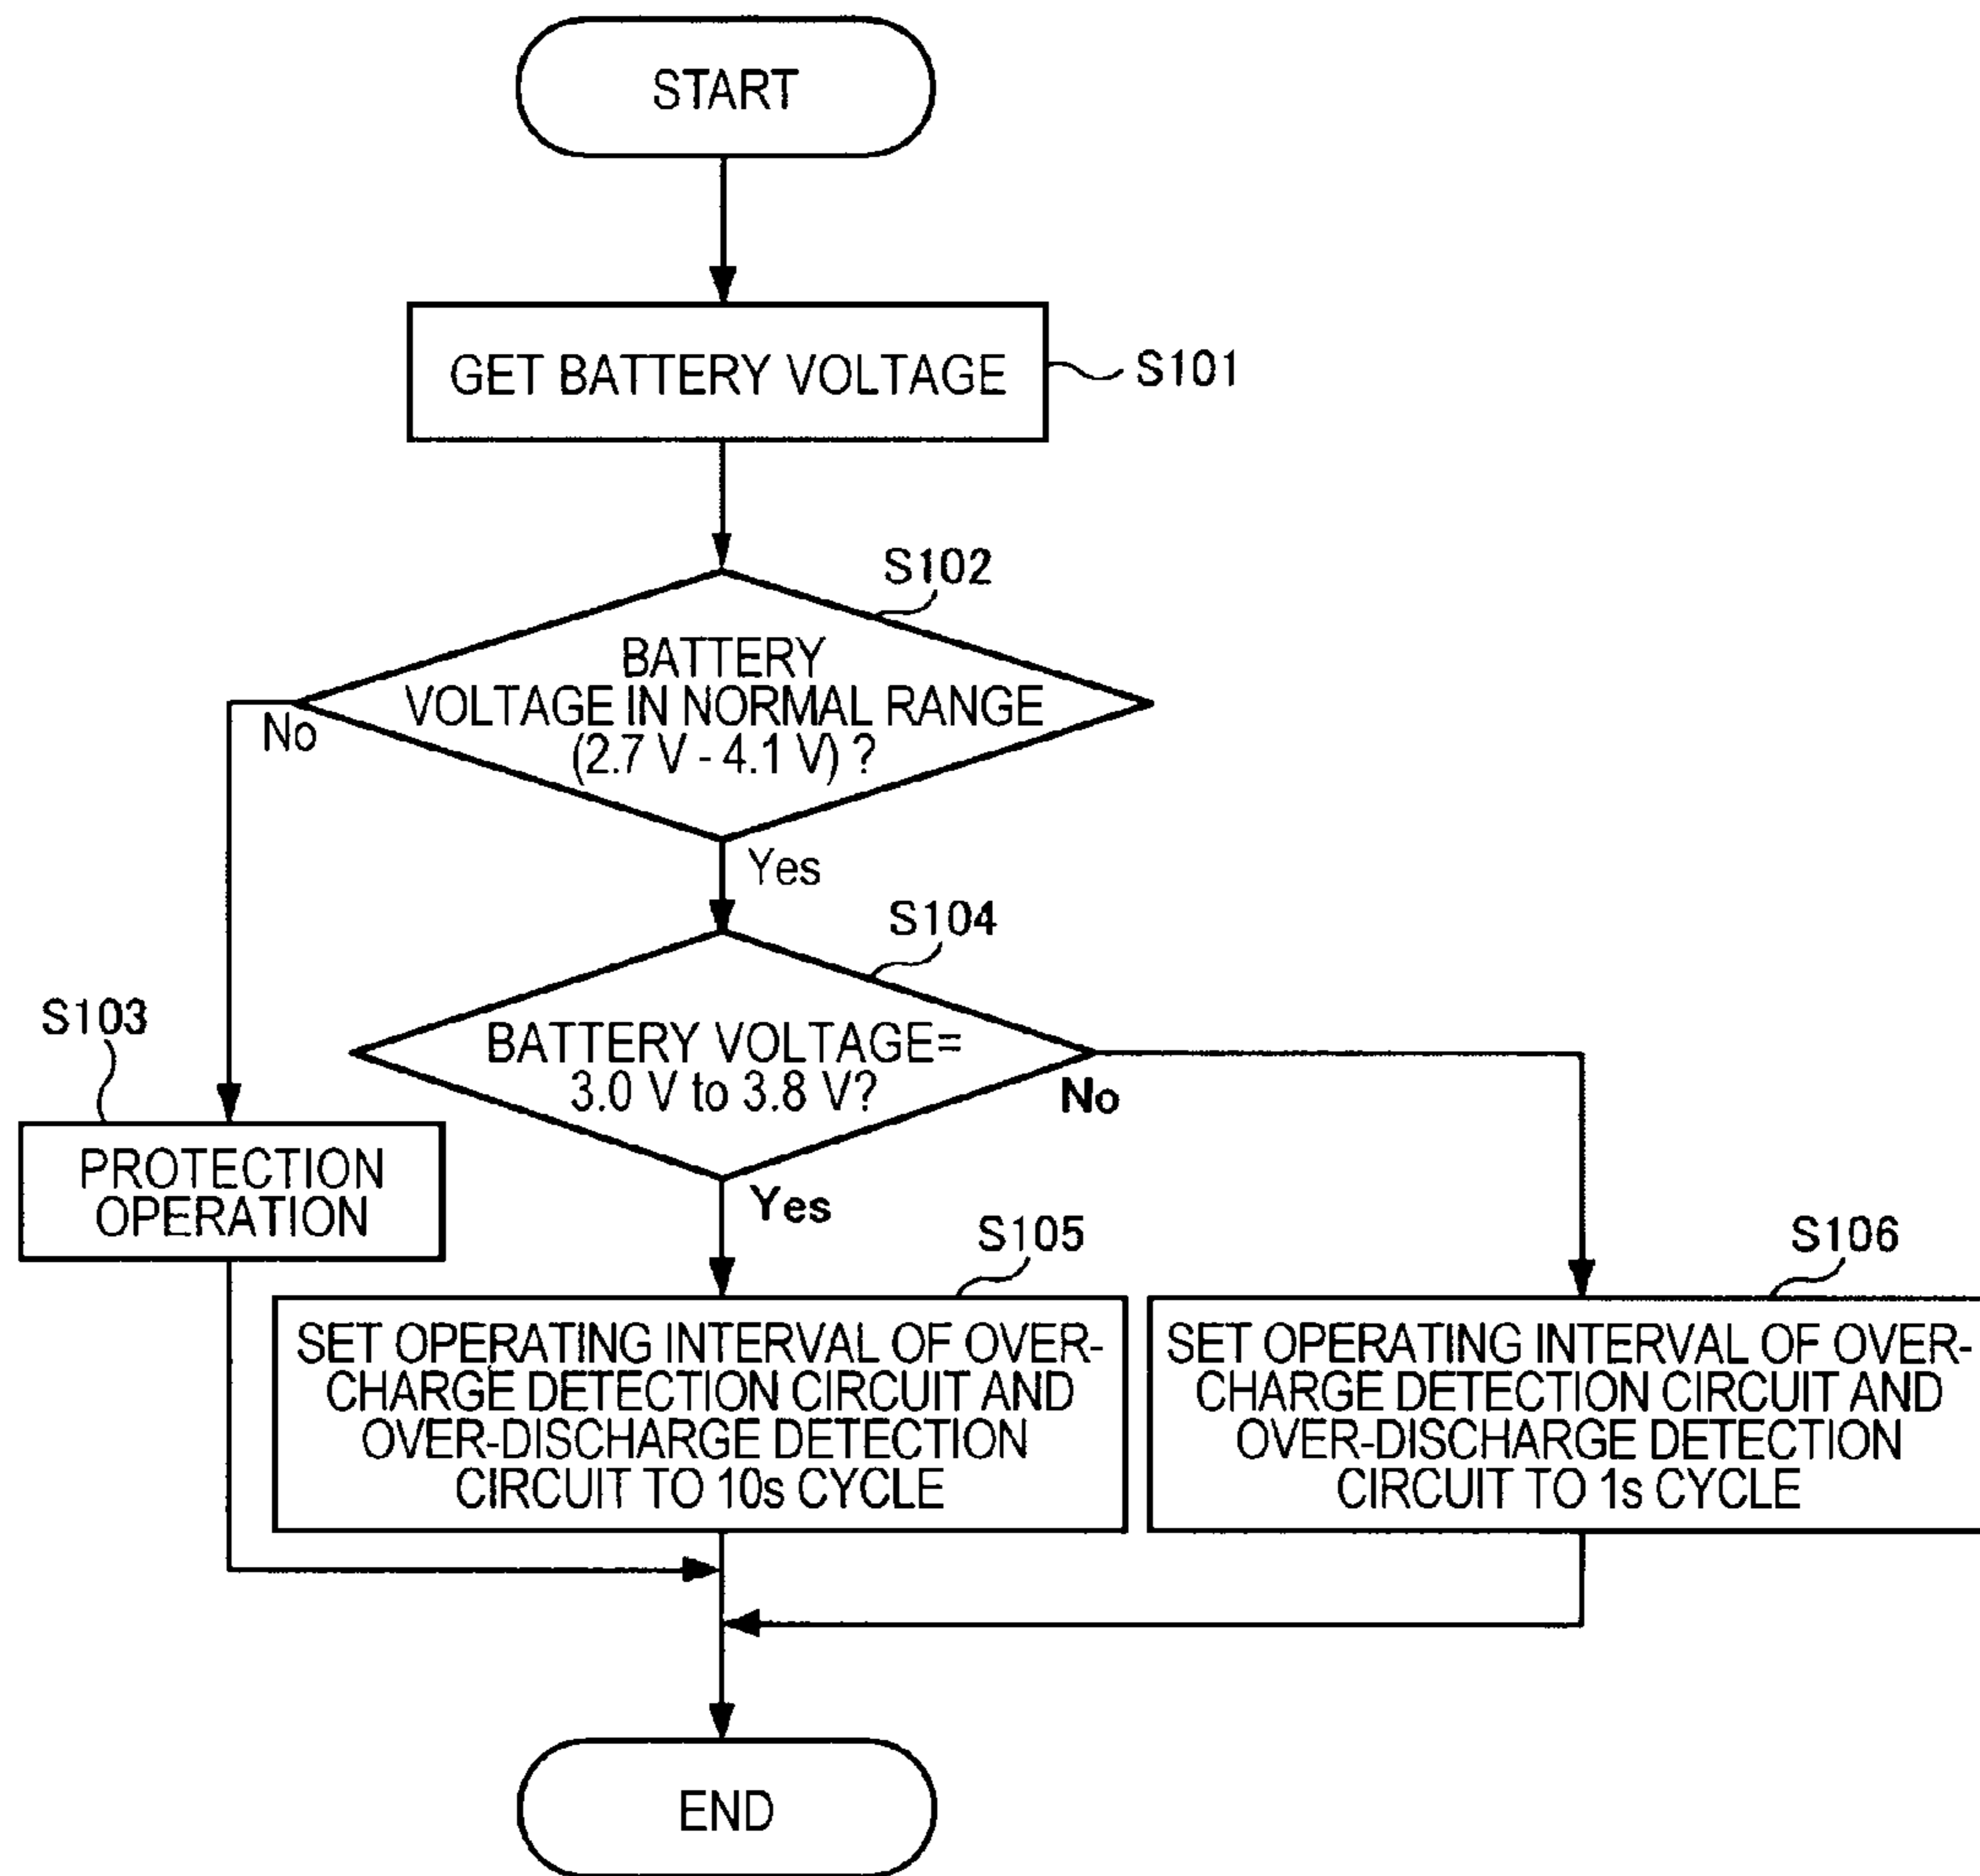 START
GET BATTERY VOLTAGE
S101
S102
BATTERY
VOLTAGE IN NORMAL RANGE
(2.7 V - 4.1 V) ?
No
Yes
S104
BATTERY VOLTAGE=
3.0 V to 3.8 V?
No
Yes
S103
PROTECTION
OPERATION
S105
SET OPERATING INTERVAL OF OVER-
CHARGE DETECTION CIRCUIT AND
OVER-DISCHARGE DETECTION
CIRCUIT TO 10s CYCLE
S106
SET OPERATING INTERVAL OF OVER-
CHARGE DETECTION CIRCUIT AND
OVER-DISCHARGE DETECTION
CIRCUIT TO 1s CYCLE
END